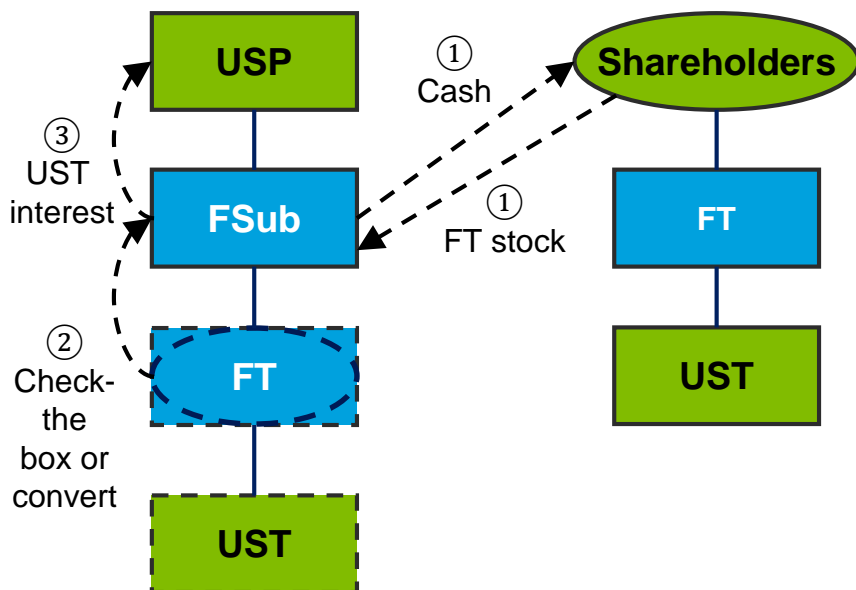 USP
①
Cash
Shareholders
③
UST
interest
FSub
①
FT stock
FT
②
Check-
the
box or
convert
FT
UST
UST